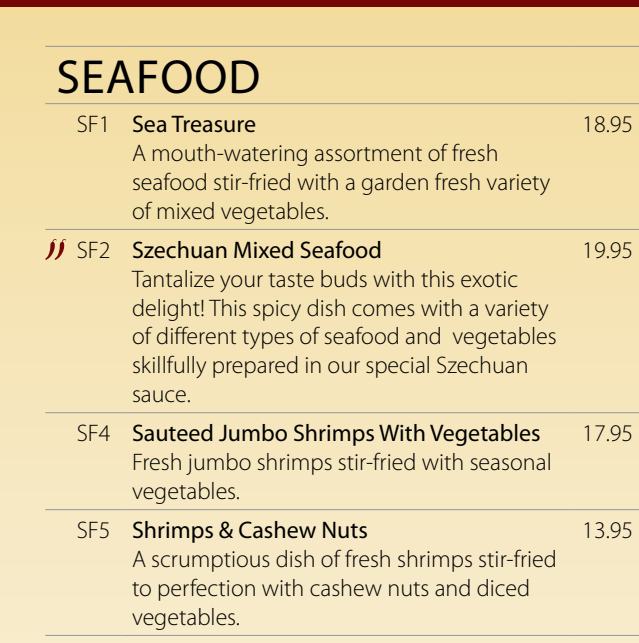 SEAFOOD
SF1 Sea Treasure 18.95
A mouth-watering assortment of fresh
seafood stir-fried with a garden fresh variety
of mixed vegetables.
SF2 Szechuan Mixed Seafood 19.95
Tantalize your taste buds with this exotic
delight! This spicy dish comes with a variety
of different types of seafood and  vegetables
skillfully prepared in our special Szechuan
sauce.
SF4 Sauteed Jumbo Shrimps With Vegetables 17.95
Fresh jumbo shrimps stir-fried with seasonal
vegetables.
SF5 Shrimps & Cashew Nuts 13.95
A scrumptious dish of fresh shrimps stir-fried
to perfection with cashew nuts and diced
vegetables.